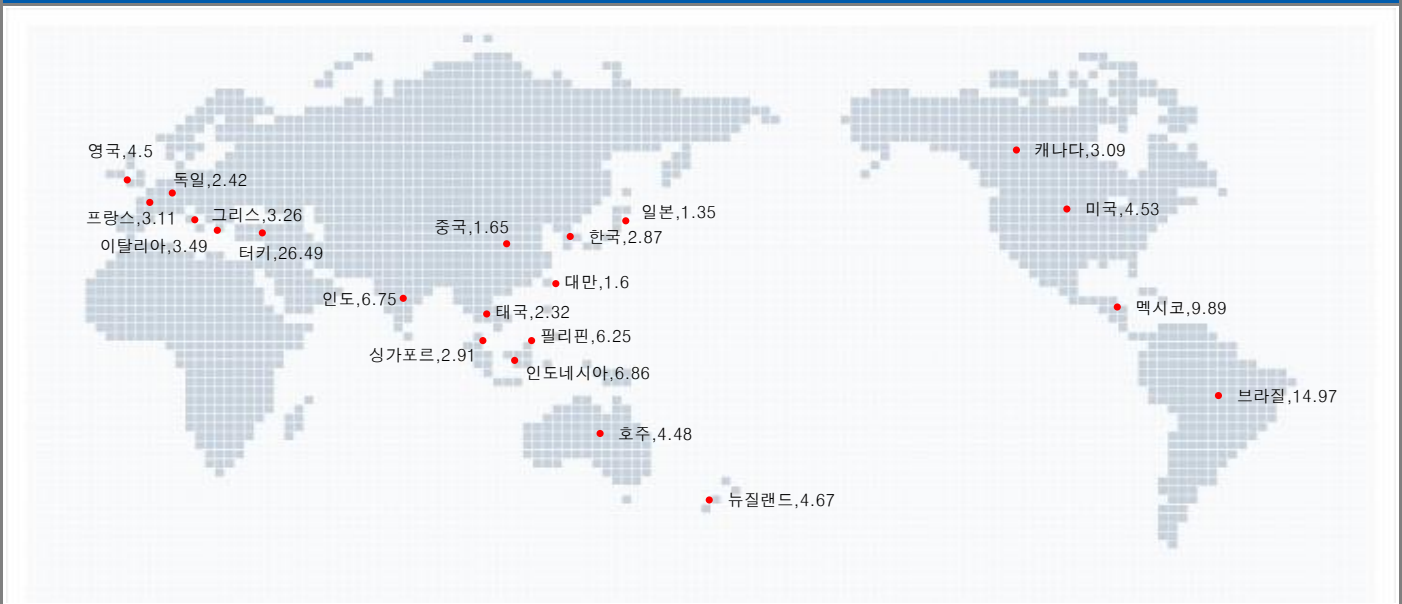 영국,4.5
캐나다,3.09
독일,2.42
미국,4.53
일본,1.35
그리스,3.26
프랑스,3.11
중국,1.65
한국,2.87
이탈리아,3.49
터키,26.49
대만,1.6
인도,6.75
멕시코,9.89
태국,2.32
필리핀,6.25
싱가포르,2.91
인도네시아,6.86
브라질,14.97
호주,4.48
뉴질랜드,4.67